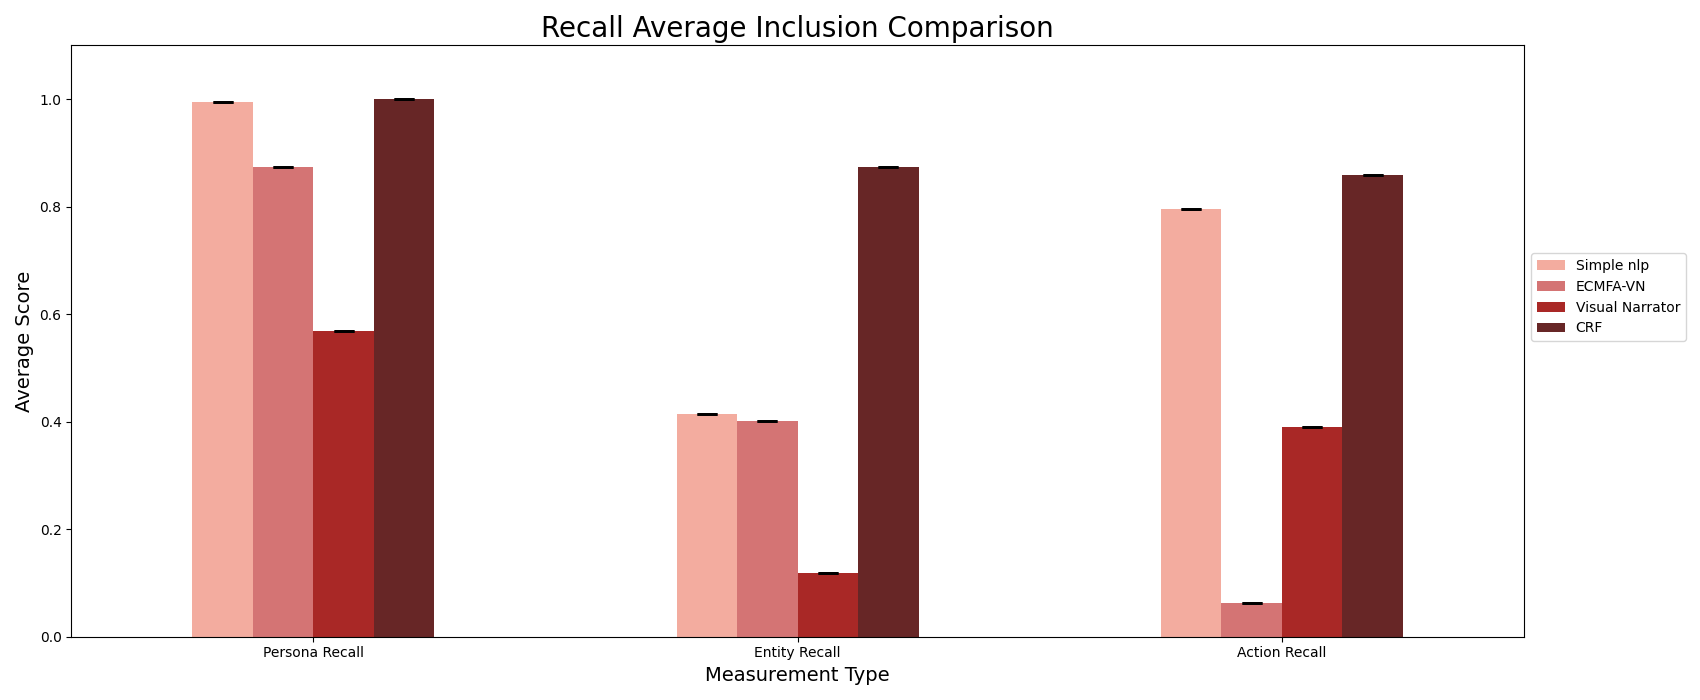 Recall Average Inclusion Comparison
Average Score
1.0
0.8
0.6
0.4
0.2
0.0
Persona Recall
Entity Recall
Action Recall
Measurement Type
Simple nlp
ECMFA-VN
Visual Narrator
CRF